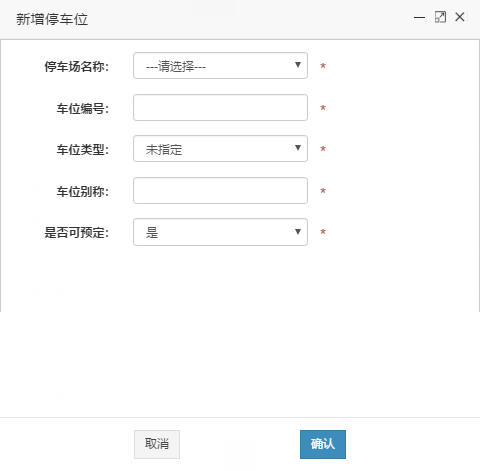 新增停车位
停车场名称： ---请选择--- *
车位编号： *
车位类型： 未指定 *
车位别称： *
是否可预定： 是 *
取消 确认